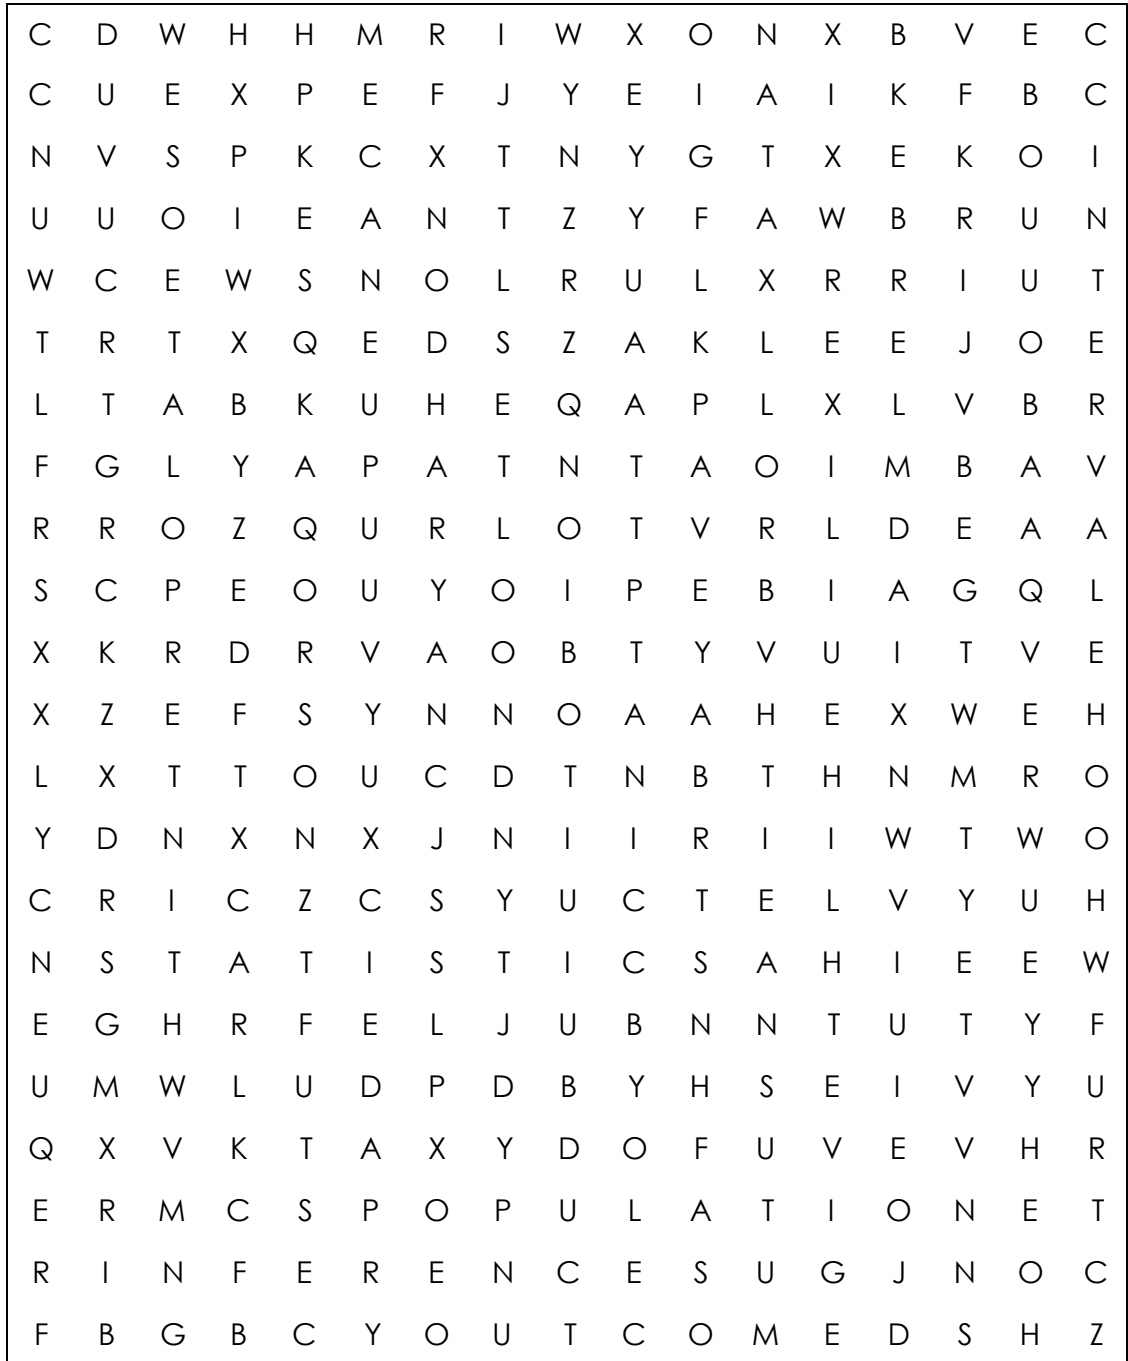 C D W H H M R I W X O N X B V E C
C U E X P E F J Y E I A I K F B C
N V S P K C X T N Y G T X E K O I
U U O I E A N T Z Y F A W B R U N
W C E W S N O L R U L X R R I U T
T R T X Q E D S Z A K L E E J O E
L T A B K U H E Q A P L X L V B R
F G L Y A P A T N T A O I M B A V
R R O Z Q U R L O T V R L D E A A
S C P E O U Y O I P E B I A G Q L
X K R D R V A O B T Y V U I T V E
X Z E F S Y N N O A A H E X W E H
L X T T O U C D T N B T H N M R O
Y D N X N X J N I I R I I W T W O
C R I C Z C S Y U C T E L V Y U H
N S T A T I S T I C S A H I E E W
E G H R F E L J U B N N T U T Y F
U M W L U D P D B Y H S E I V Y U
Q X V K T A X Y D O F U V E V H R
E R M C S P O P U L A T I O N E T
R I N F E R E N C E S U G J N O C
F B G B C Y O U T C O M E D S H Z